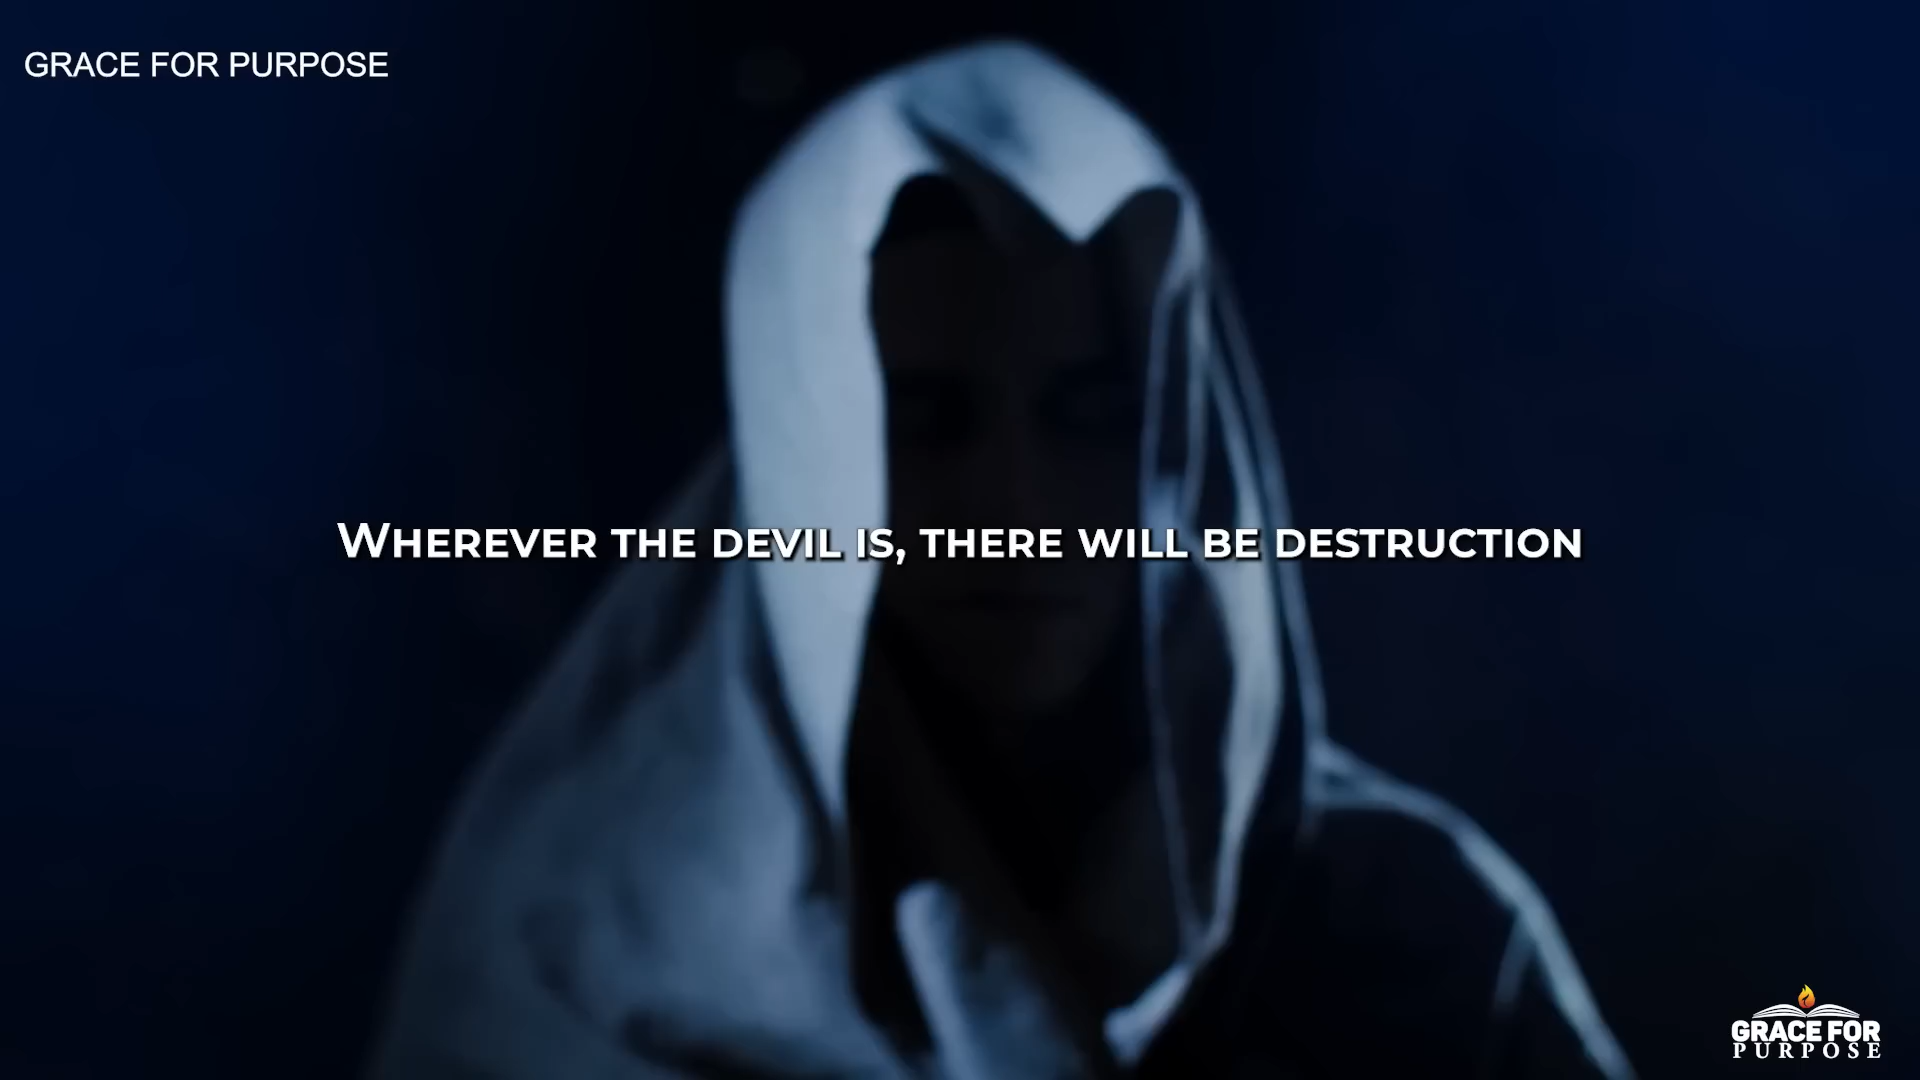 GRACE FOR PURPOSE
WHEREVER THE DEVIL IS, THERE WILL BE DESTRUCTION
GRACE FOR
PURPOSE